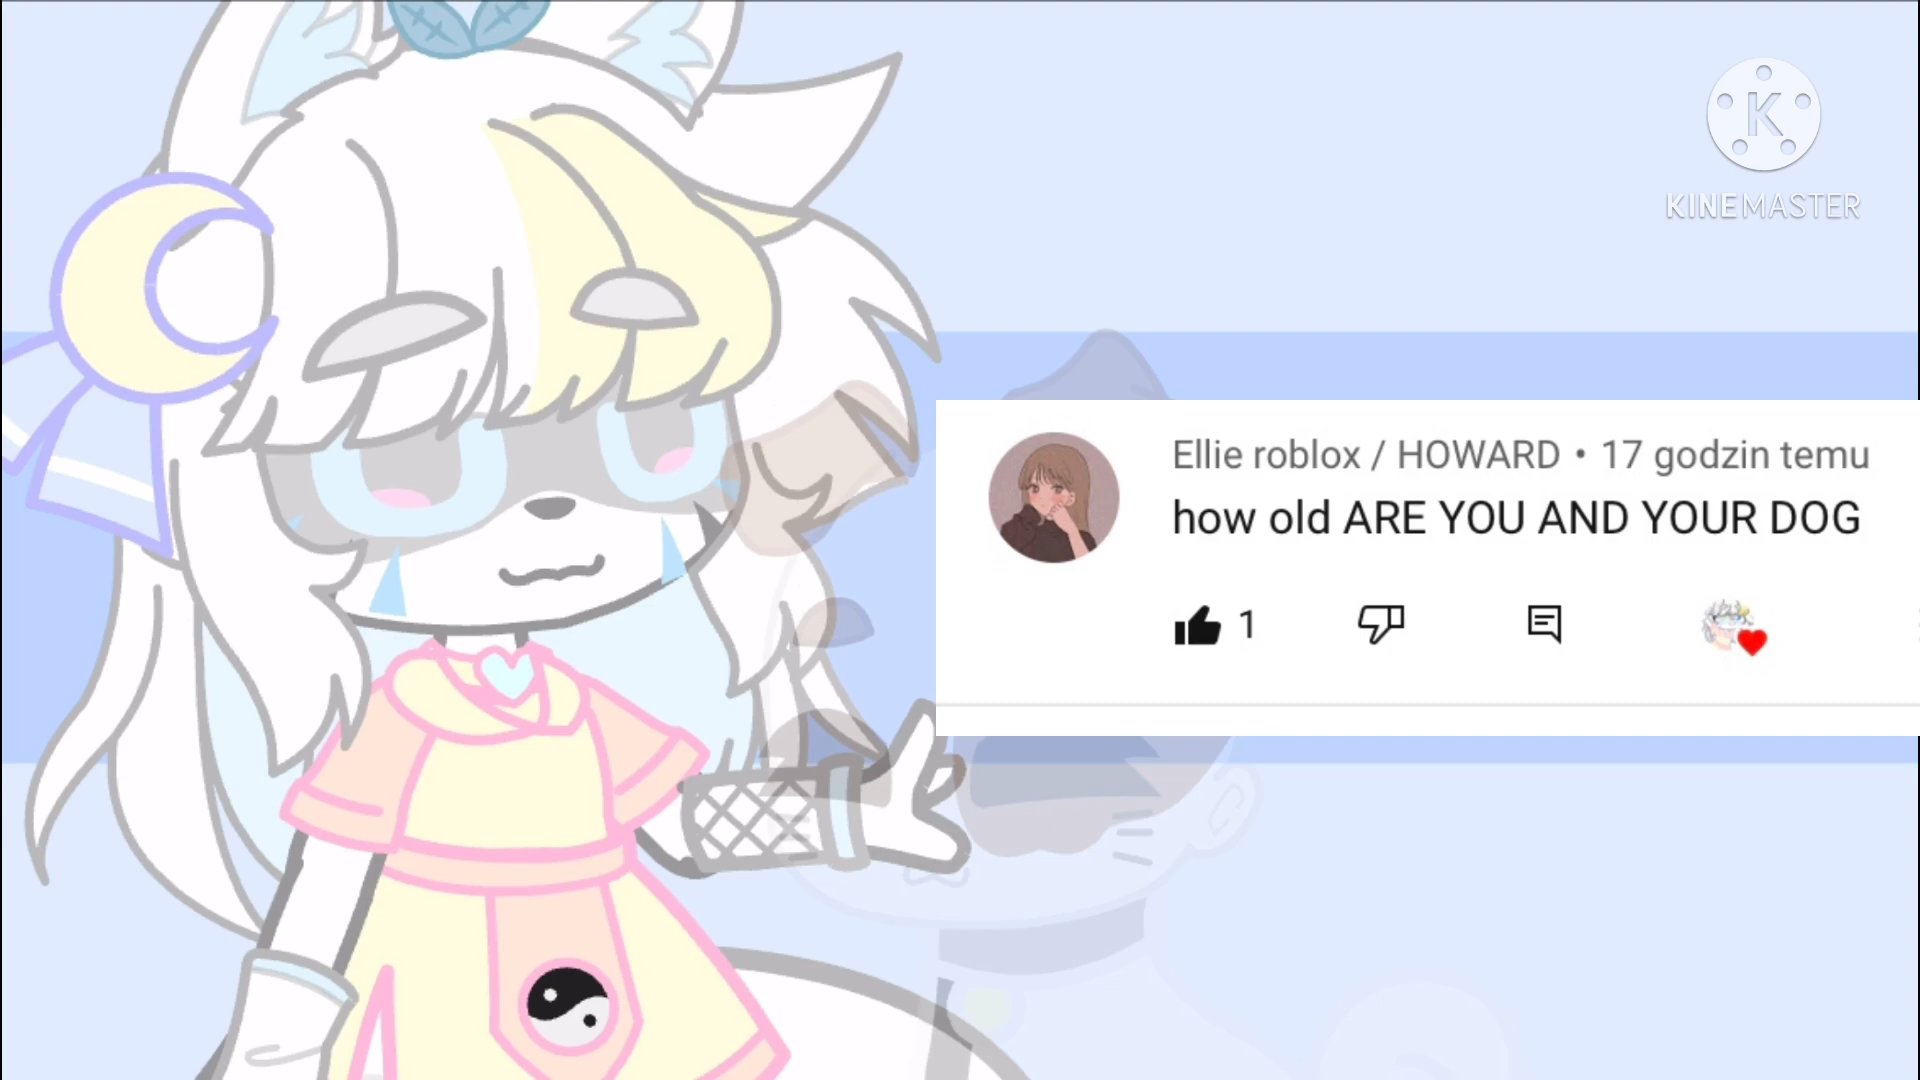 K
KINEMASTER
Ellie roblox / HOWARD • 17 godzin temu
how old ARE YOU AND YOUR DOG
1